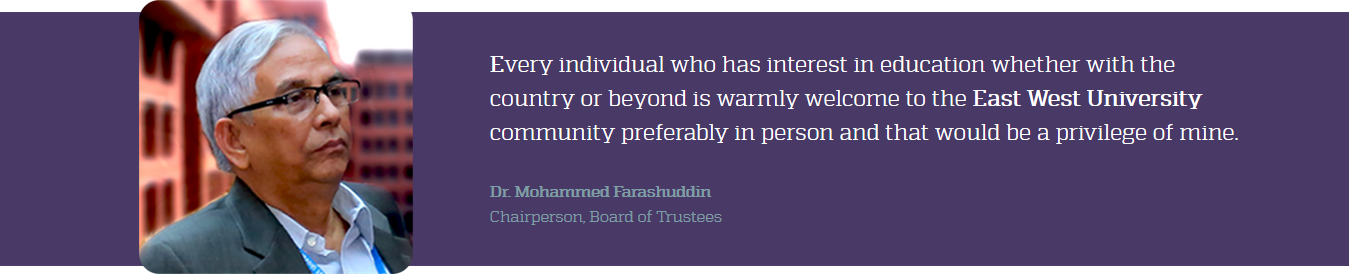 Every individual who has interest in education whether with the
country or beyond is warmly welcome to the East West University
community preferably in person and that would be a privilege of mine.
Dr. Mohammed Farashuddin
Chairperson, Board of Trustees